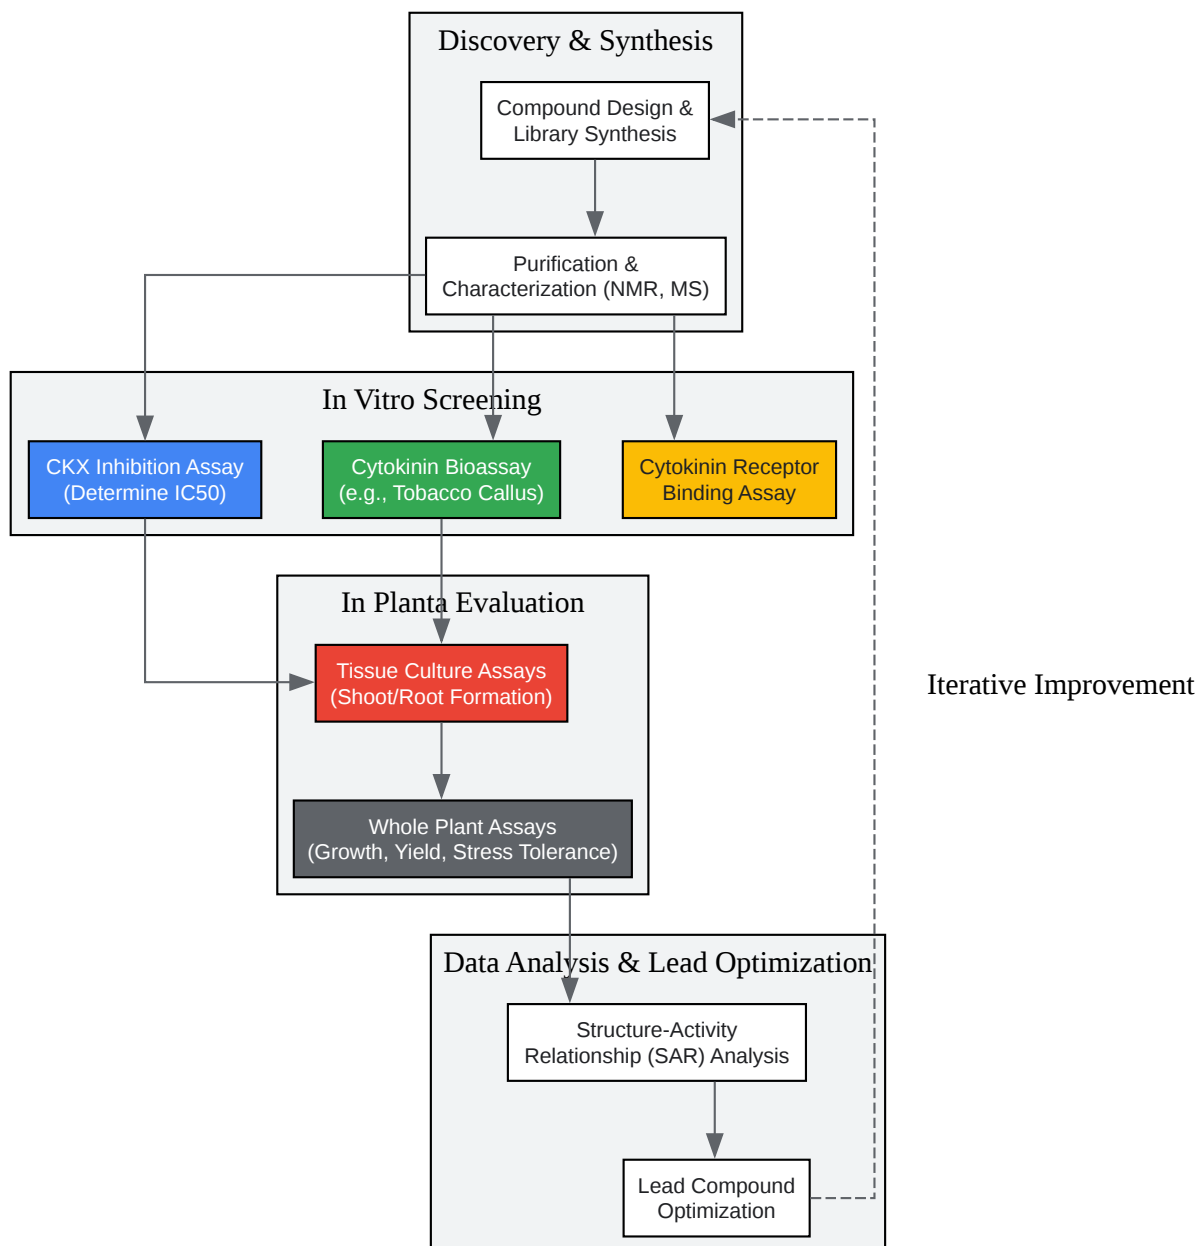 Discovery & Synthesis
Compound Design &
Library Synthesis
Purification &
Characterization (NMR, MS)
In Vitro Screening
CKX Inhibition Assay
(Determine IC50)
Cytokinin Bioassay
(e.g., Tobacco Callus)
Cytokinin Receptor
Binding Assay
In Planta Evaluation
Tissue Culture Assays
(Shoot/Root Formation)
Iterative Improvement
Whole Plant Assays
(Growth, Yield, Stress Tolerance)
Data Analysis & Lead Optimization
Structure-Activity
Relationship (SAR) Analysis
Lead Compound
Optimization